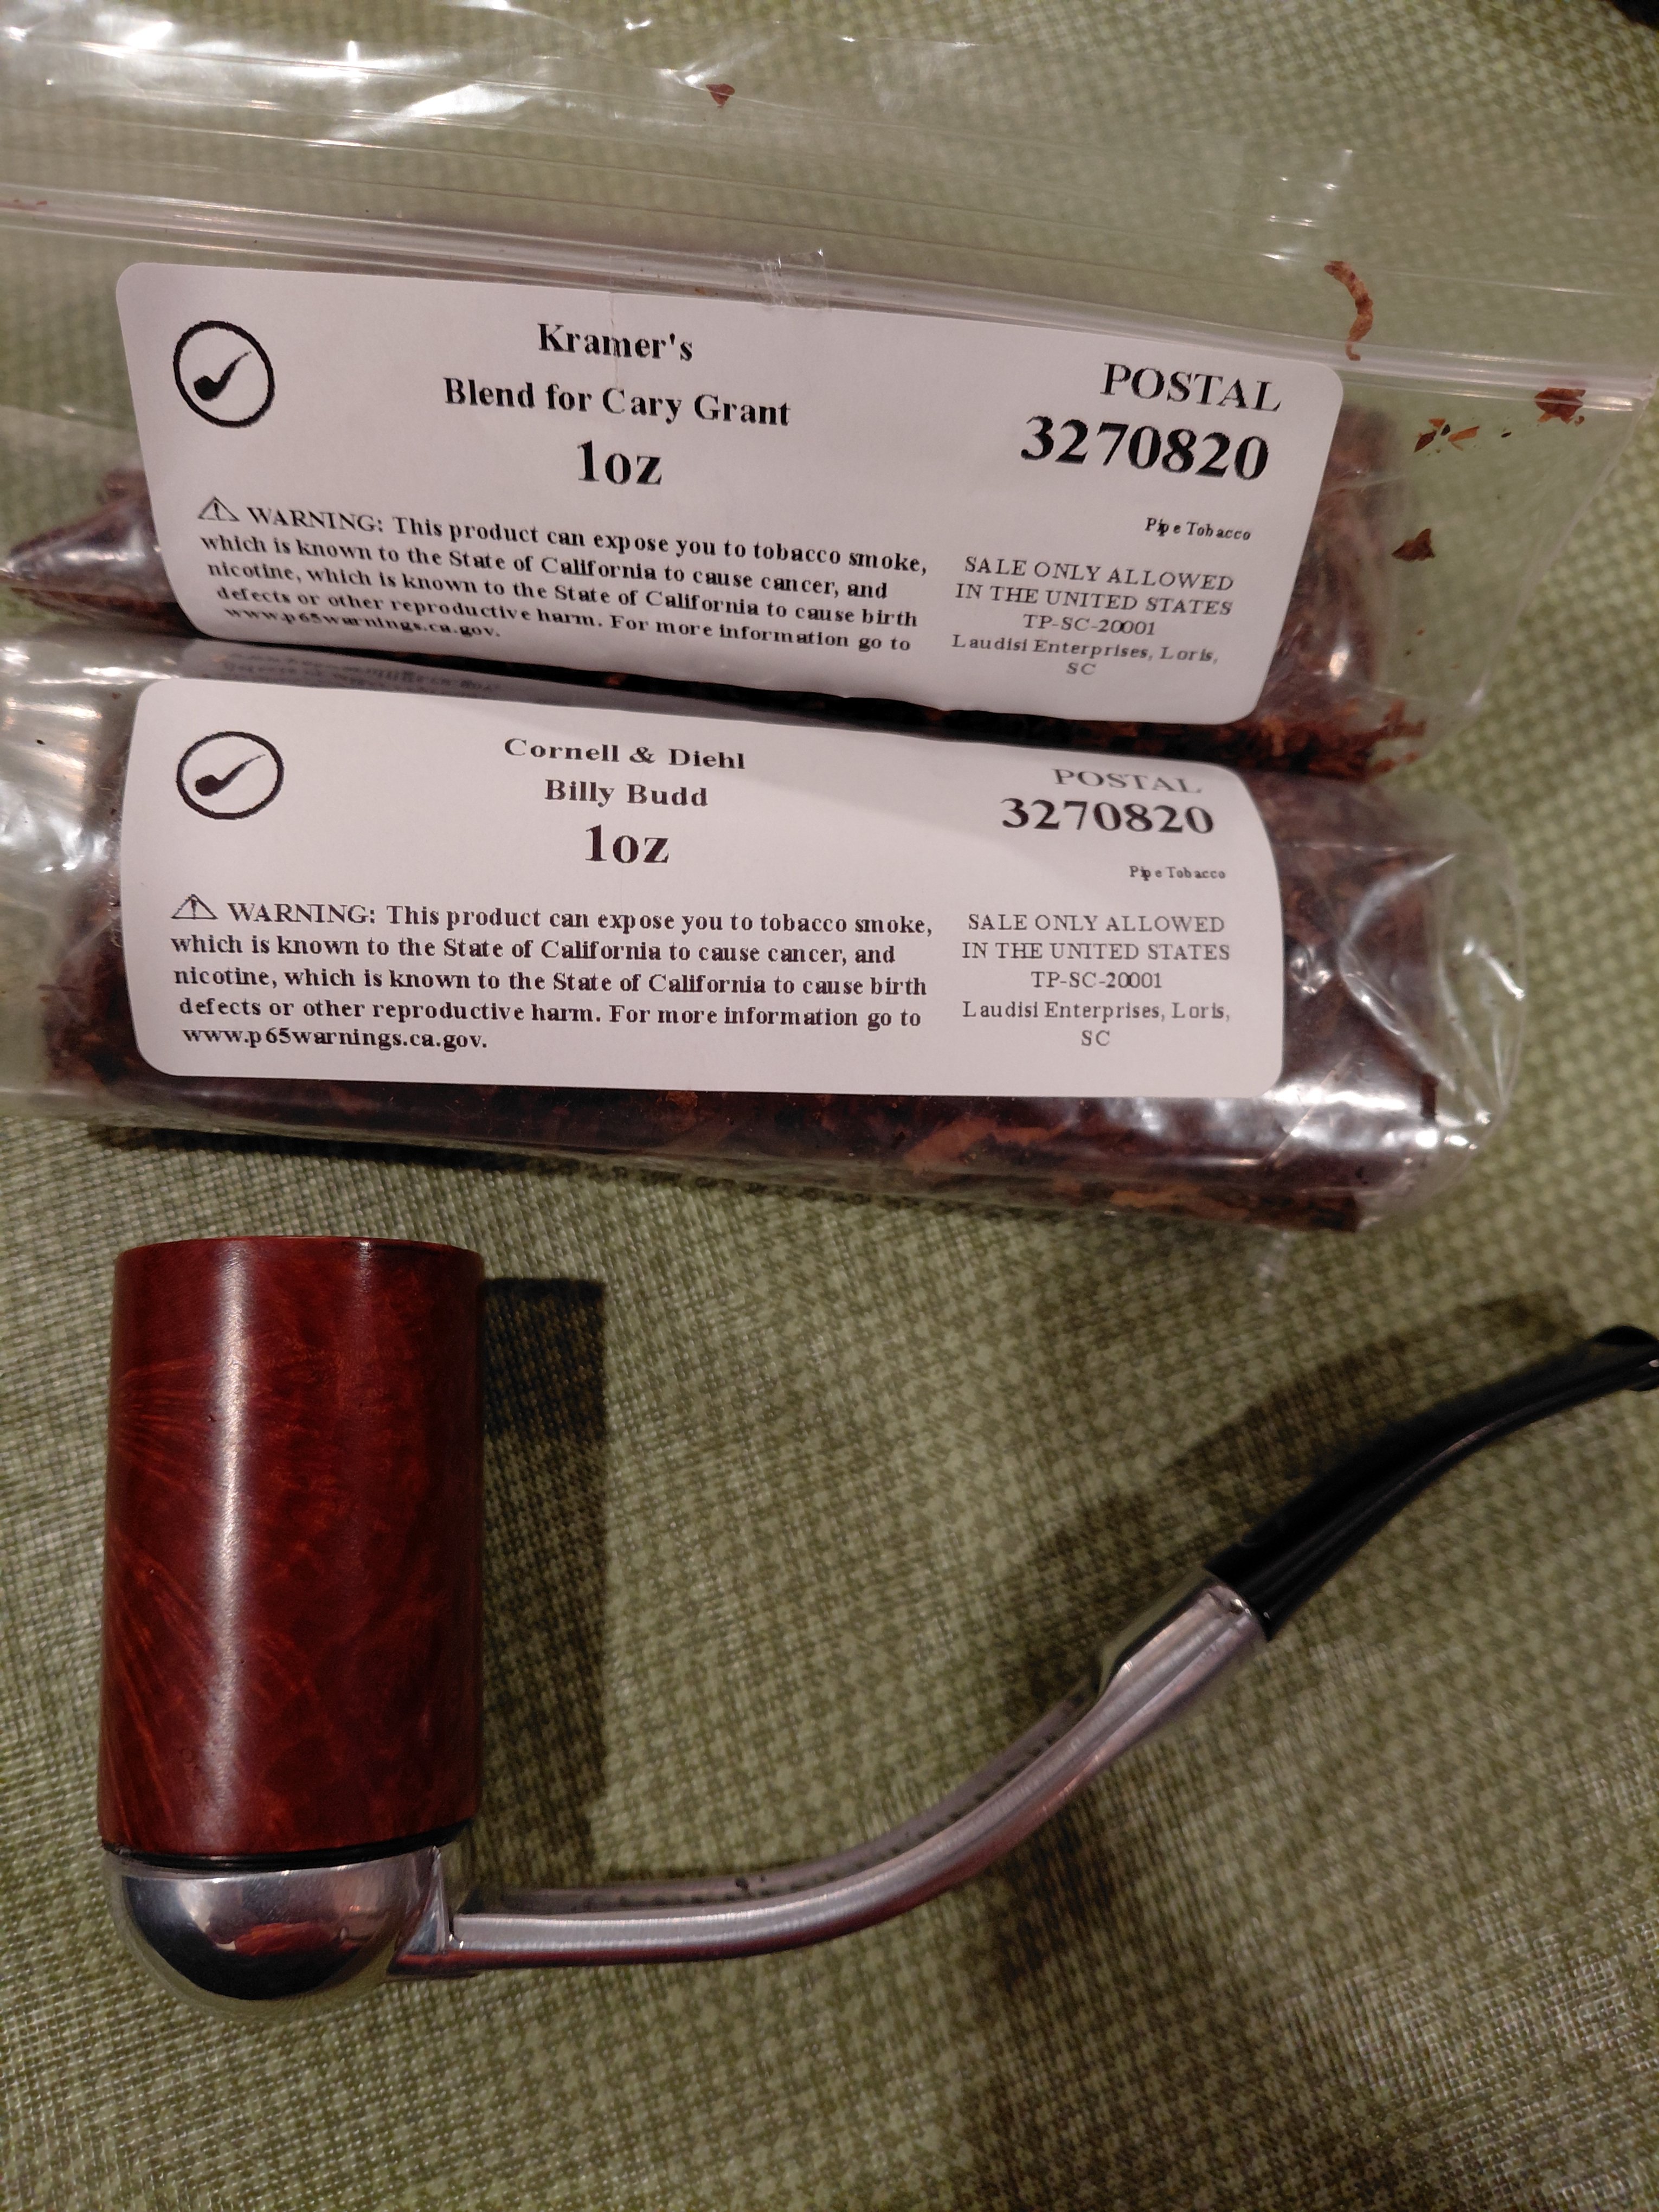 Kramer's
Blend for Cary Grant
1oz
POSTAL
3270820
Pipe Tobacco
WARNING: This product can expose you to tobacco smoke,
which is known to the State of California to cause cancer, and
nicotine, which is known to the State of California to cause birth
defects or other reproductive harm. For more information go to
www.p65warnings.ca.gov.
SALE ONLY ALLOWED
IN THE UNITED STATES
TP-SC-20001
Laudisi Enterprises, Loris,
SC
Cornell & Diehl
Billy Budd
1oz
POSTAL
3270820
Pipe Tobacco
WARNING: This product can expose you to tobacco smoke,
which is known to the State of California to cause cancer, and
nicotine, which is known to the State of California to cause birth
defects or other reproductive harm. For more information go to
www.p65warnings.ca.gov.
SALE ONLY ALLOWED
IN THE UNITED STATES
TP-SC-20001
Laudisi Enterprises, Loris,
SC